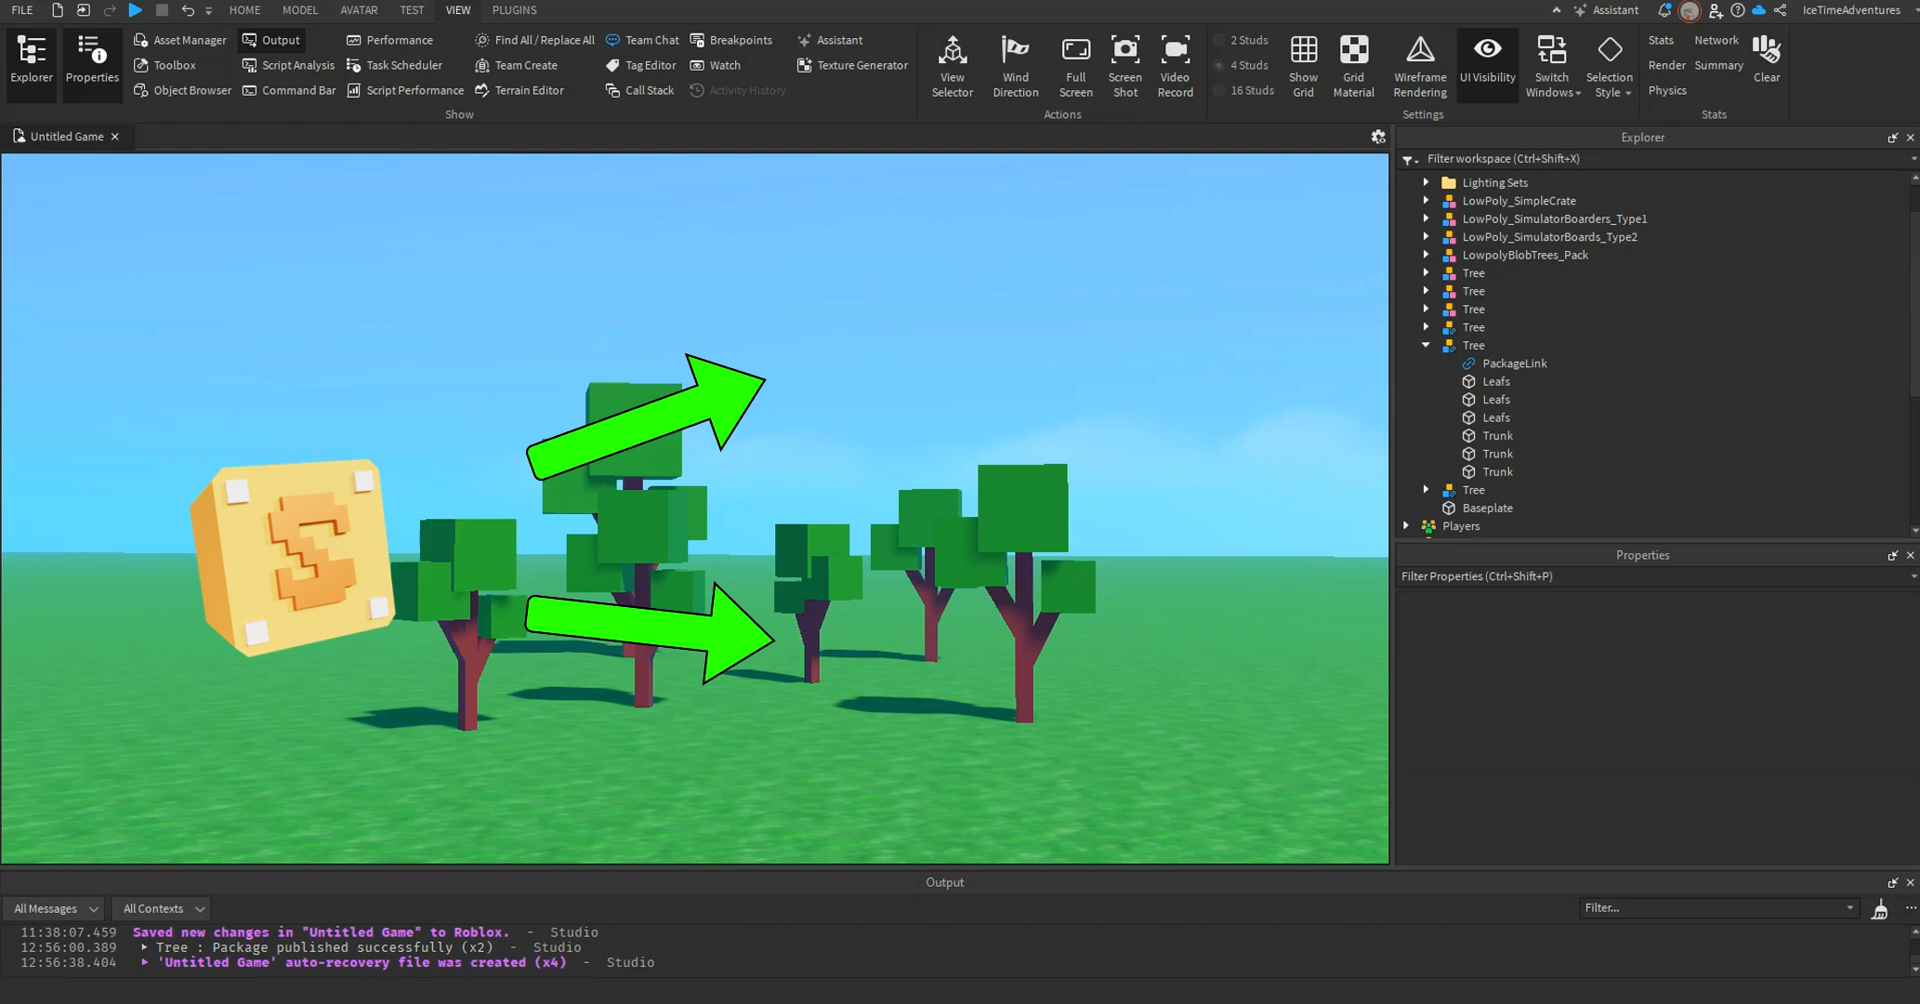 FILE HOME MODEL AVATAR TEST VIEW PLUGINS Assistant IceTimeAdventures
Explorer
Properties
Asset Manager
Toolbox
Object Browser
Output
Script Analysis
Command Bar
Performance
Task Scheduler
Script Performance
Find All / Replace All
Team Create
Terrain Editor
Team Chat
Tag Editor
Call Stack
Breakpoints
Watch
Activity History
Assistant
Texture Generator
Show
View
Selector
Wind
Direction
Full
Screen
Screen
Shot
Video
Record
Actions
2 Studs
4 Studs
16 Studs
Show
Grid
Grid
Material
Wireframe
Rendering
UI Visibility
Switch
Windows
Selection
Style
Settings
Stats
Render
Physics
Network
Summary
Clear
Stats
Untitled Game
Explorer
Filter workspace (Ctrl+Shift+X)
Lighting Sets
LowPoly_SimpleCrate
LowPoly_SimulatorBoarders_Type1
LowPoly_SimulatorBoards_Type2
LowpolyBlobTrees_Pack
Tree
Tree
Tree
Tree
Tree
PackageLink
Leafs
Leafs
Leafs
Trunk
Trunk
Trunk
Tree
Baseplate
Players
Properties
Filter Properties (Ctrl+Shift+P)
Output
All Messages
All Contexts
Filter...
11:38:07.459 Saved new changes in "Untitled Game" to Roblox. - Studio
12:56:00.389 Tree : Package published successfully (x2) - Studio
12:56:38.404 'Untitled Game' auto-recovery file was created (x4) - Studio